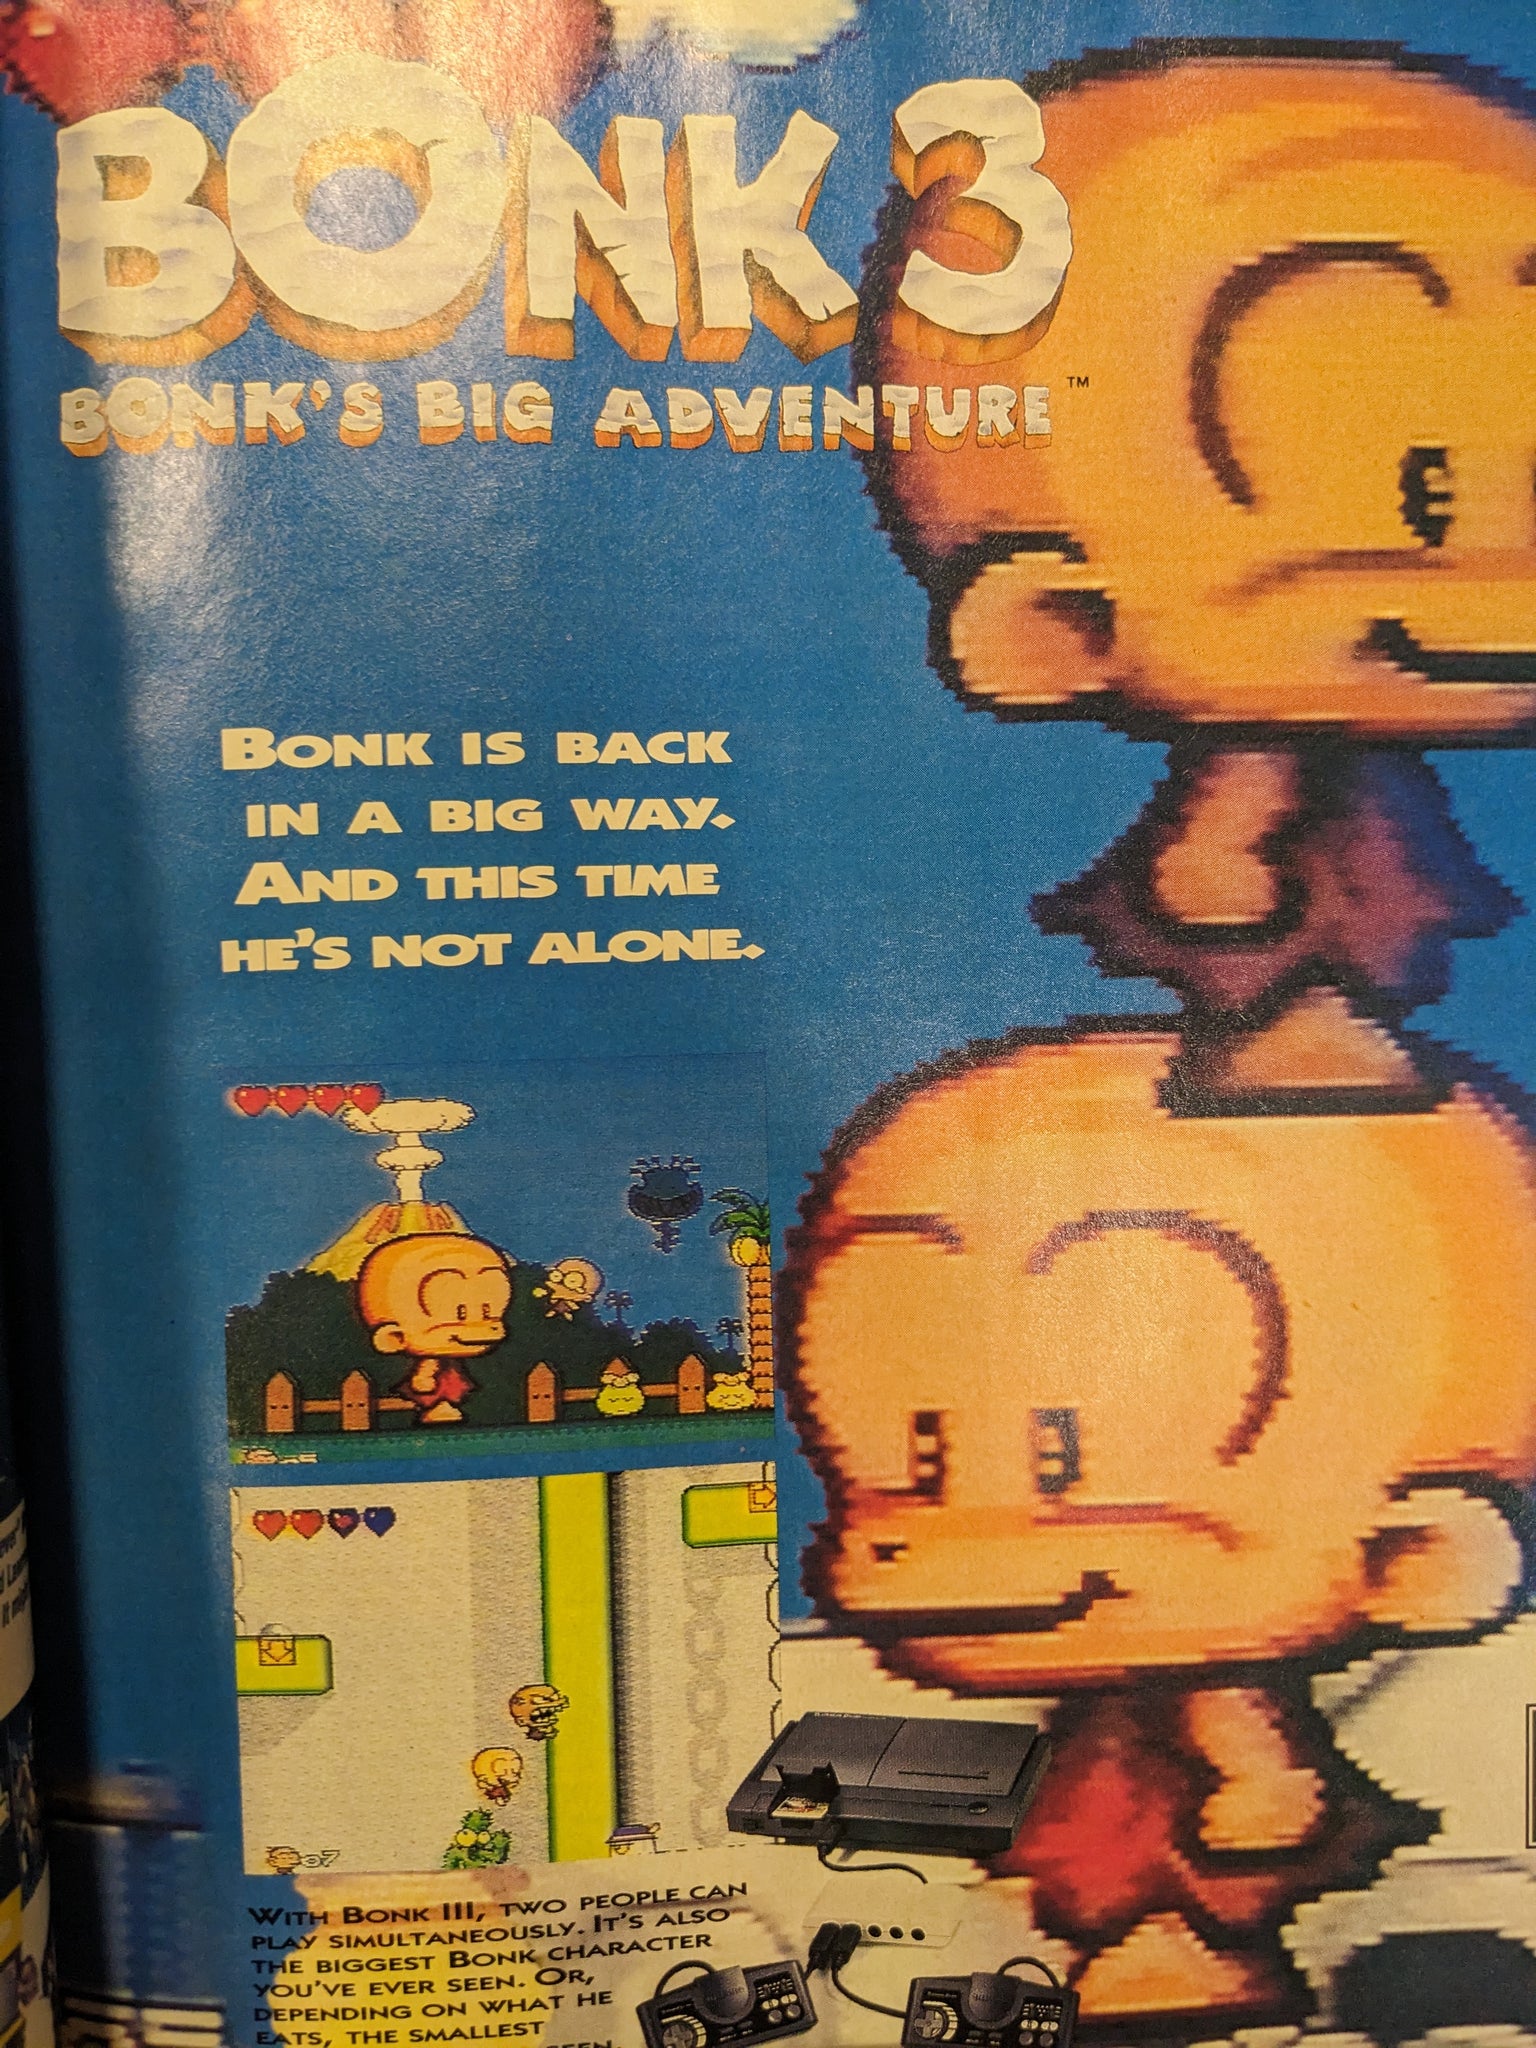 BONK 3
BONK'S BIG ADVENTURE™
BONK IS BACK
IN A BIG WAY.
AND THIS TIME
HE'S NOT ALONE.
07
WITH BONK III, TWO PEOPLE CAN
PLAY SIMULTANEOUSLY. IT'S ALSO
THE BIGGEST BONK CHARACTER
YOU'VE EVER SEEN. OR,
DEPENDING ON WHAT HE
EATS, THE SMALLEST
SEEN.